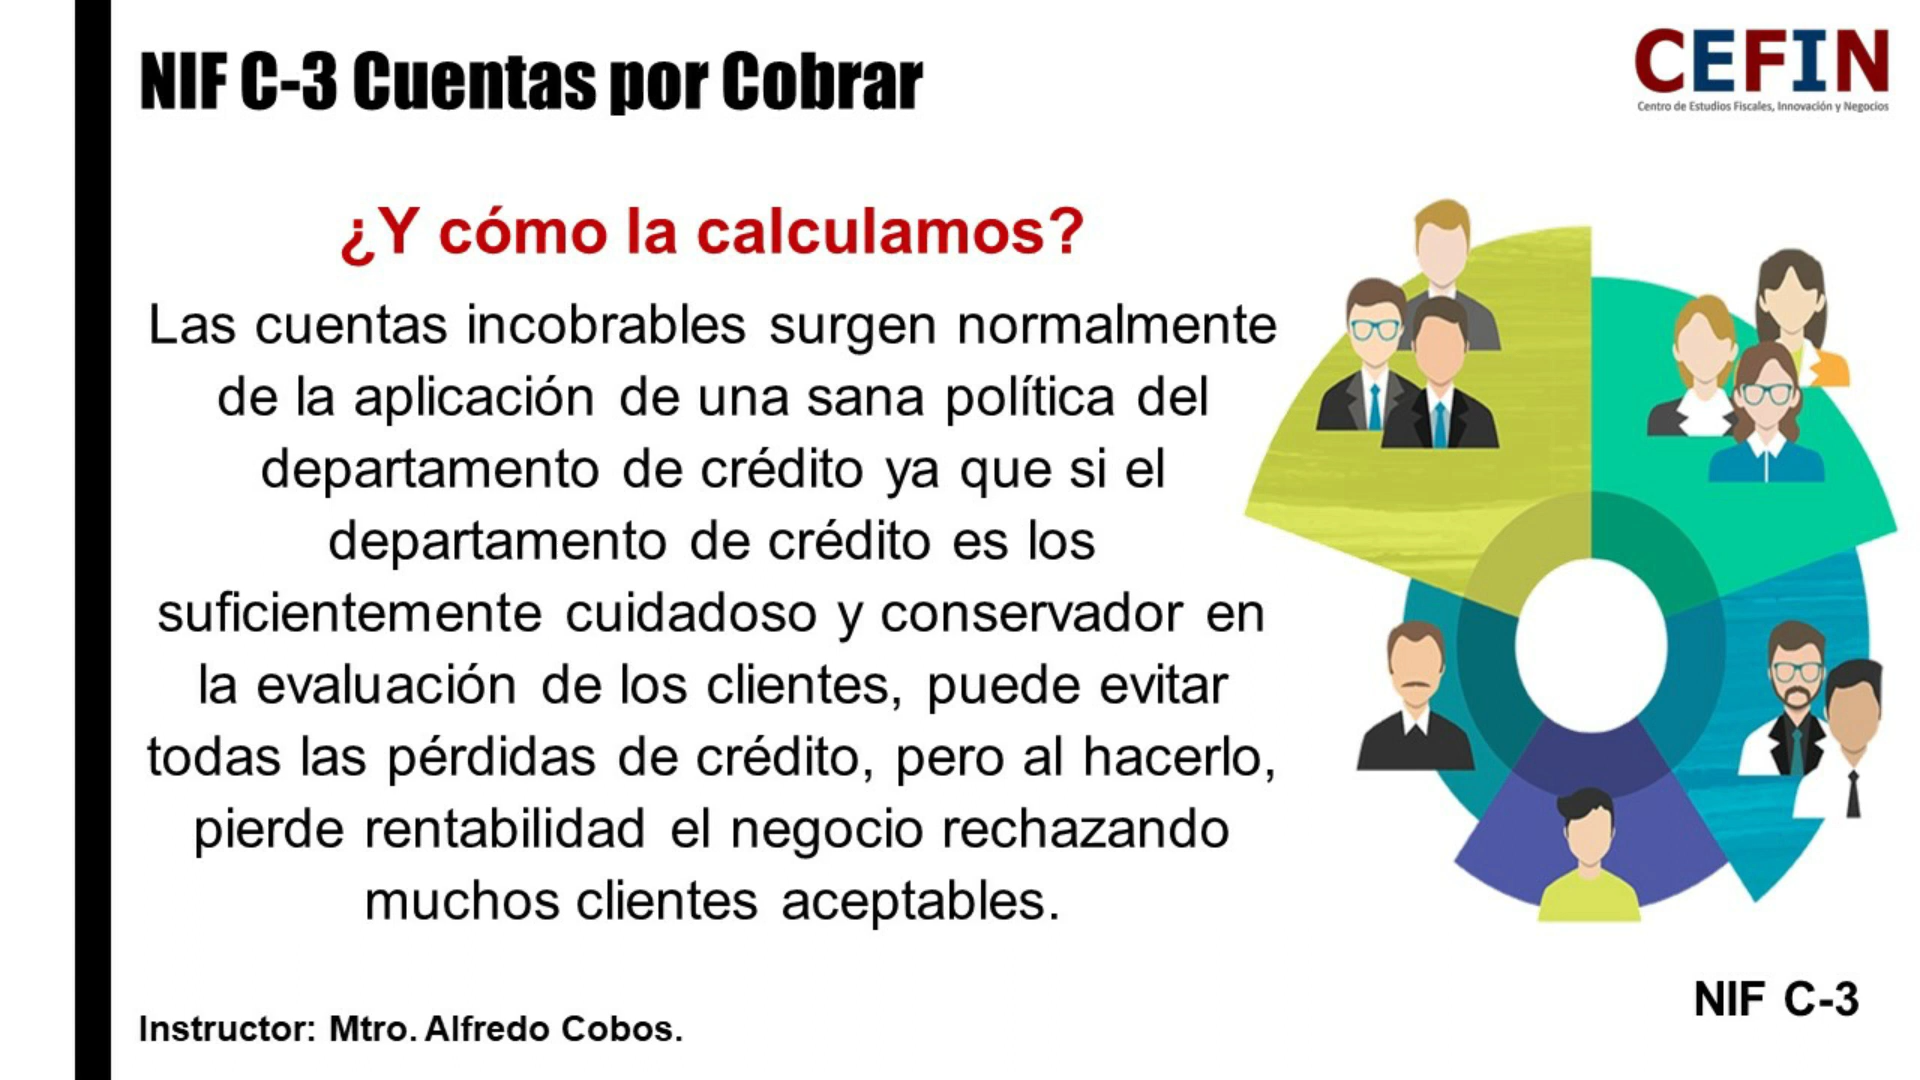 NIF C-3 Cuentas por Cobrar
CEFIN
Centro de Estudios Fiscales, Innovación y Negocios
¿Y cómo la calculamos?
Las cuentas incobrables surgen normalmente
de la aplicación de una sana política del
departamento de crédito ya que si el
departamento de crédito es los
suficientemente cuidadoso y conservador en
la evaluación de los clientes, puede evitar
todas las pérdidas de crédito, pero al hacerlo,
pierde rentabilidad el negocio rechazando
muchos clientes aceptables.
NIF C-3
Instructor: Mtro. Alfredo Cobos.